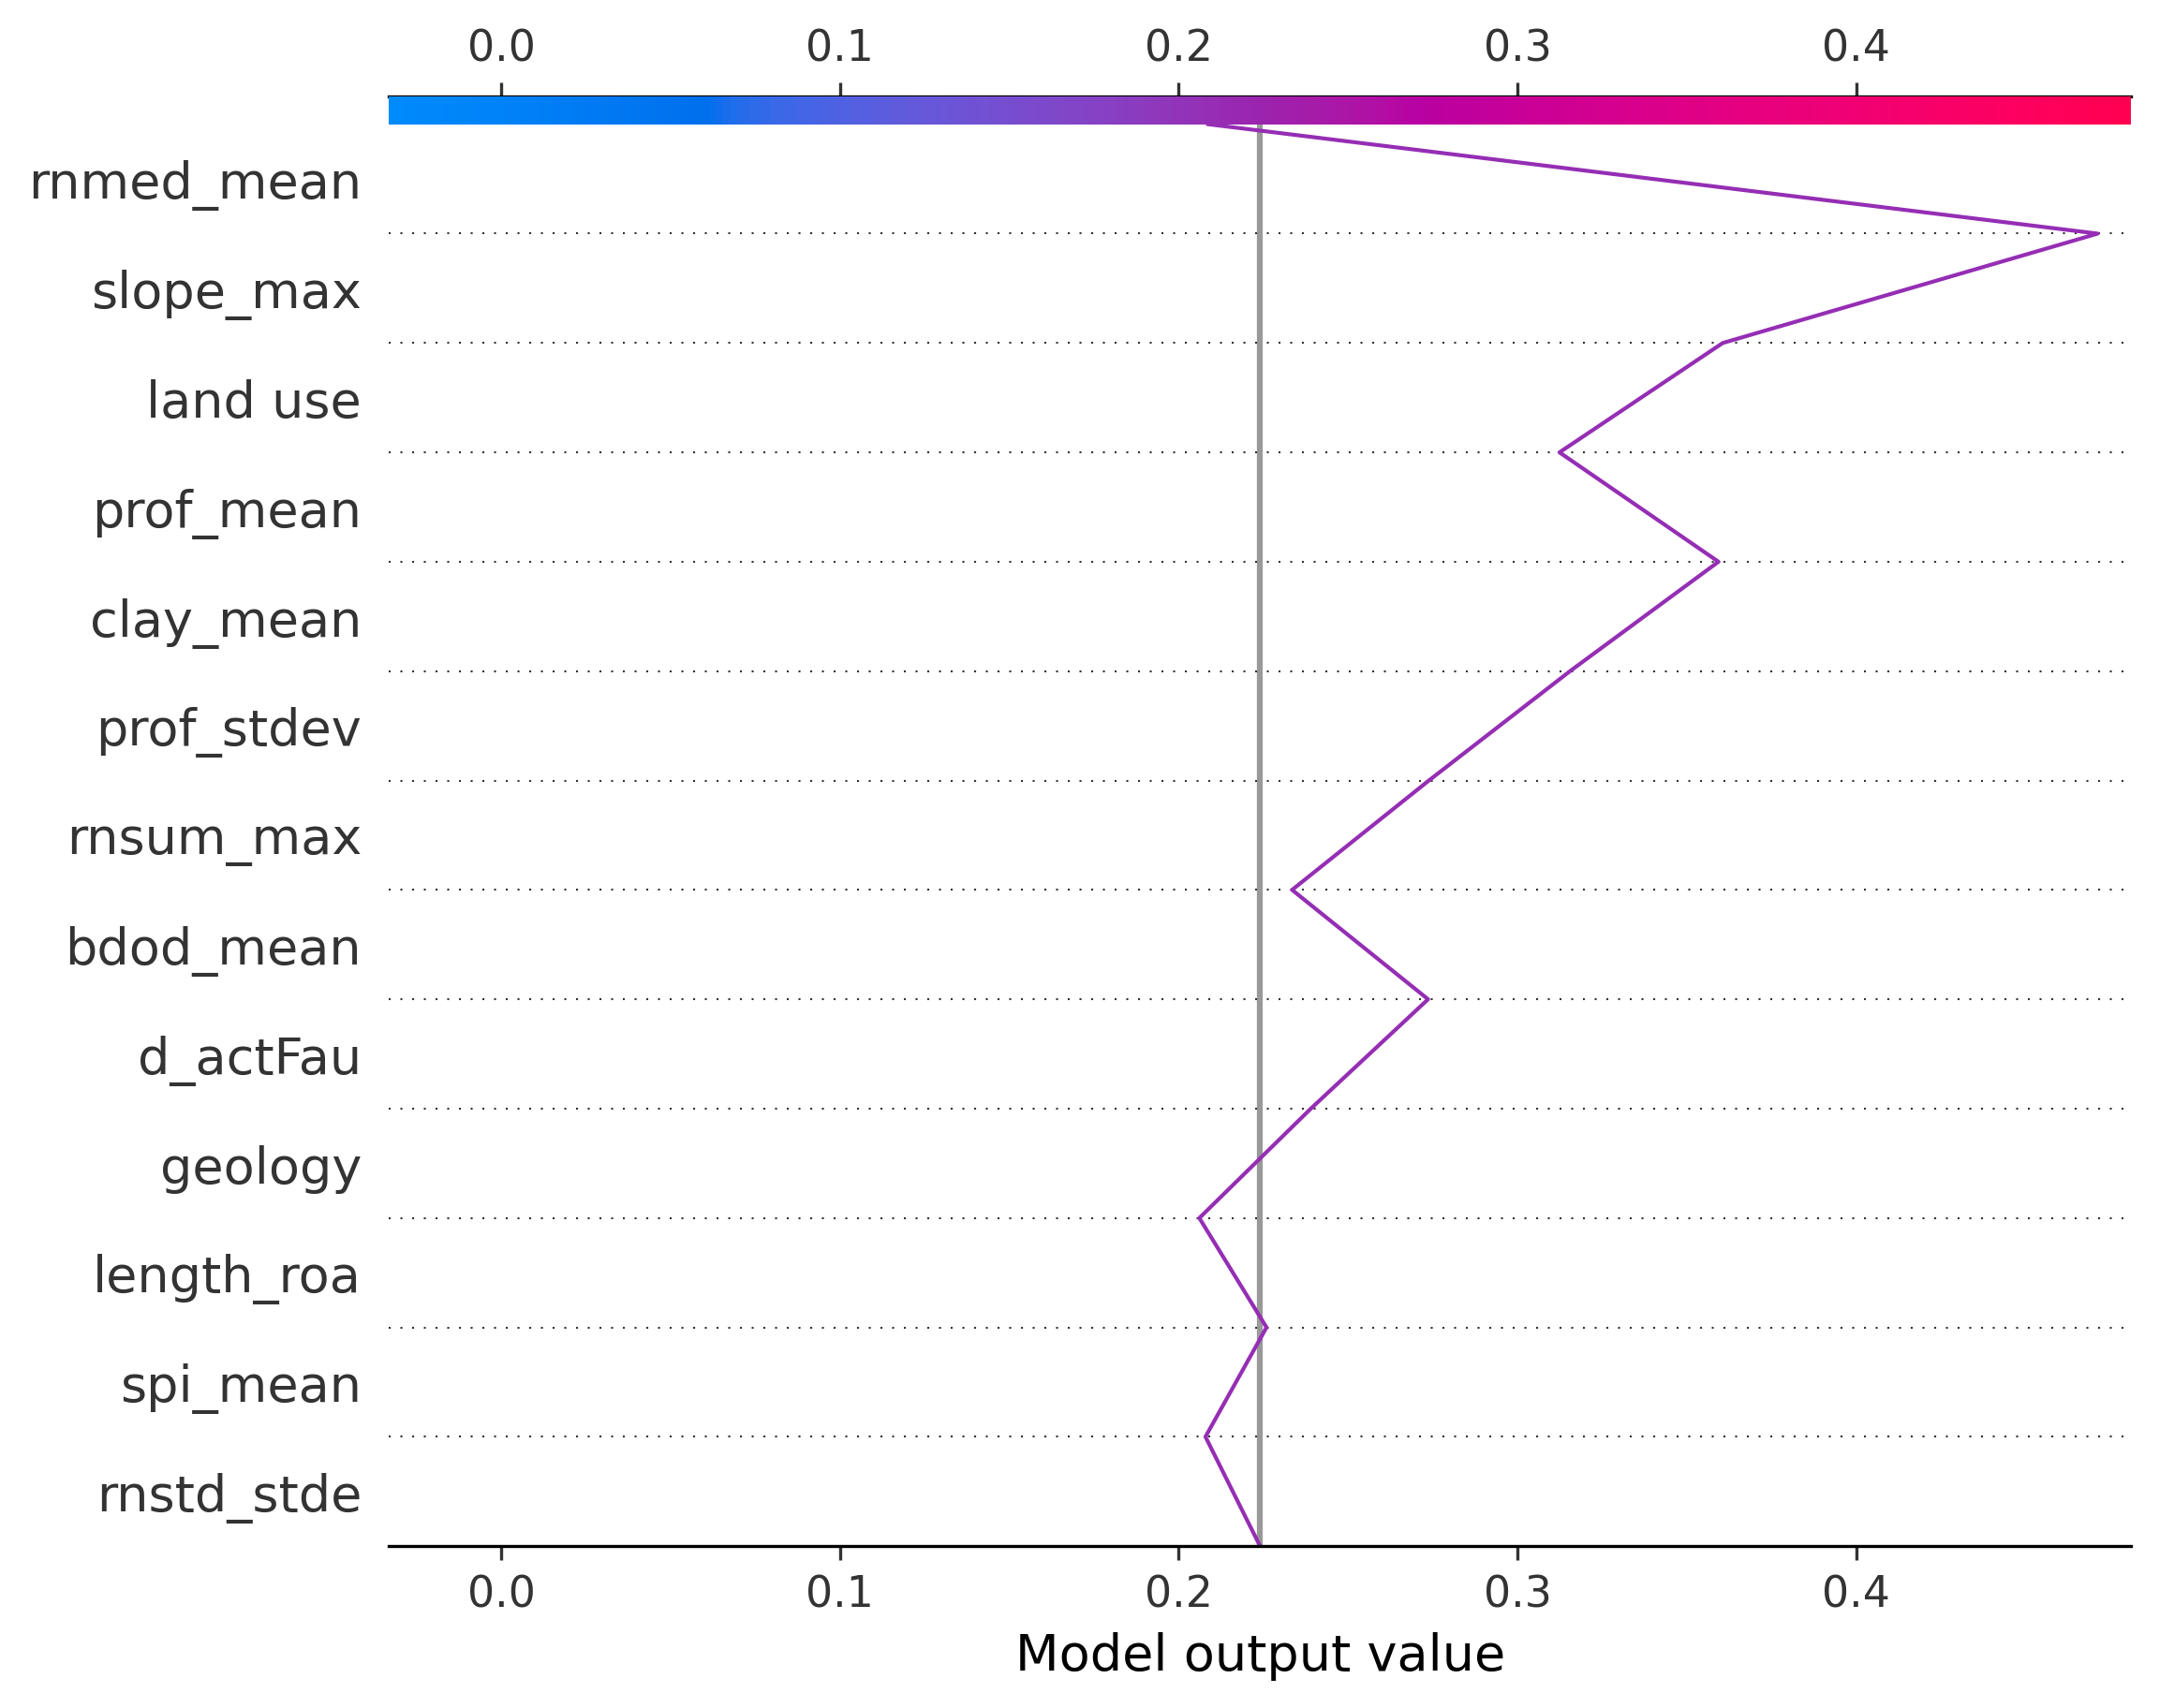 0.0 0.1 0.2 0.3 0.4
rnmed_mean
slope_max
land use
prof_mean
clay_mean
prof_stdev
rnsum_max
bdod_mean
d_actFau
geology
length_roa
spi_mean
rnstd_stde
0.0 0.1 0.2 0.3 0.4
Model output value